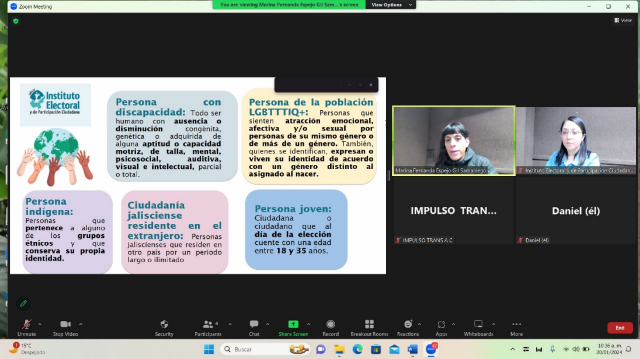 Zoom Meeting
You are viewing Marina Fernanda Espejo Gil Sam...'s screen
View Options
View
Instituto
Electoral
y de Participación Ciudadana
Persona con
discapacidad: Todo ser
humano con ausencia o
disminución congénita,
genética o adquirida de
alguna aptitud o capacidad
motriz, de talla, mental,
psicosocial, auditiva,
visual e intelectual, parcial
o total.
Persona de la población
LGBTTTIQ+: Personas que
sienten atracción emocional,
afectiva y/o sexual por
personas de su mismo género o
de más de un género. También,
quienes se identifican, expresan o
viven su identidad de acuerdo
con un género distinto al
asignado al nacer.
Persona
indígena:
Personas que
pertenece a alguno
de los grupos
étnicos y que
conserva su propia
identidad.
Ciudadanía
jalisciense
residente en el
extranjero: Personas
jaliscienses que residen en
otro país por un periodo
largo o ilimitado
Persona joven:
Ciudadana o
ciudadano que al
día de la elección
cuente con una edad
entre 18 y 35 años.
Marina Fernanda Espejo Gil Samaniego
Instituto Electoral y de Participación Ciudadan...
IMPULSO TRAN...
IMPULSO TRANS A.C
Daniel (él)
Daniel (él)
Unmute
Stop Video
Security
Participants
4
Chat
Share Screen
Record
Breakout Rooms
Reactions
Apps
Whiteboards
More
End
18°C
Despejado
Buscar
10:36 a. m.